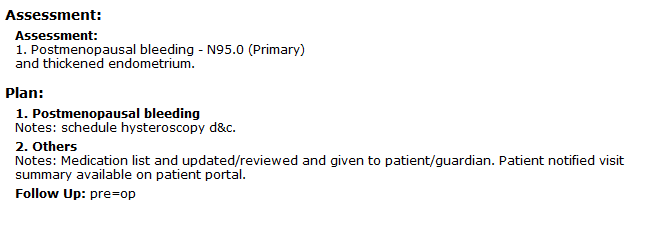 Assessment:
Assessment:
1. Postmenopausal bleeding - N95.0 (Primary)
and thickened endometrium.
Plan:
1. Postmenopausal bleeding
Notes: schedule hysteroscopy d&c.
2. Others
Notes: Medication list and updated/reviewed and given to patient/guardian. Patient notified visit
summary available on patient portal.
Follow Up: pre=op